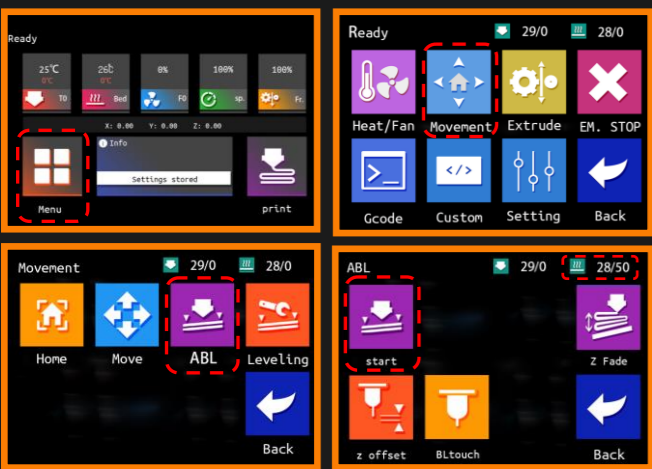 Ready
25℃ 26℃ 0% 100% 100%
0℃ 0℃
T0 Bed F0 sp. Fr.
X: 0.00 Y: 0.00 Z: 0.00
Info
Settings stored
Menu print
Ready 29/0 28/0
Heat/Fan Movement Extrude EM. STOP
>_ </>
Gcode Custom Setting Back
Movement 29/0 28/0
Home Move ABL Leveling
Back
ABL 29/0 28/50
start Z Fade
z offset BLtouch Back